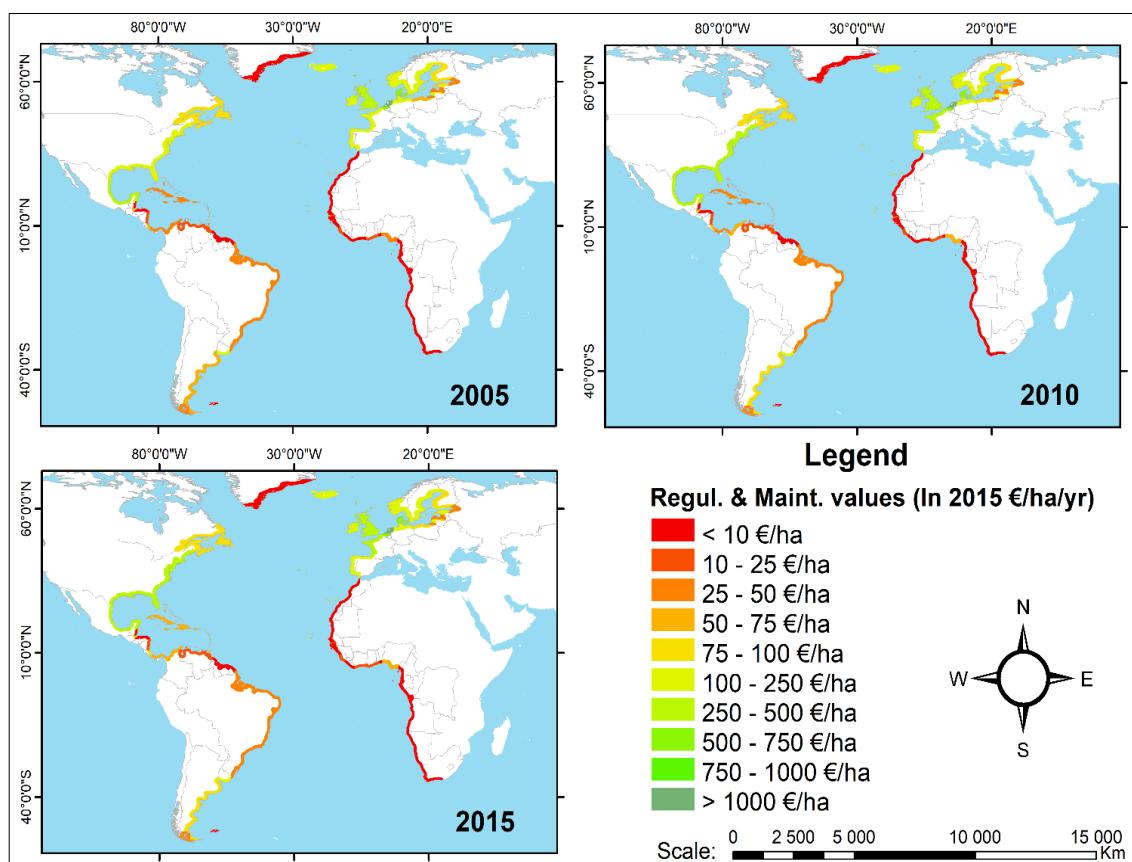 80°0'0"W 30°0'0"W 20°0'0"E
60°0'0"N
10°0'0"N
40°0'0"S
2005
80°0'0"W 30°0'0"W 20°0'0"E
60°0'0"N
10°0'0"N
40°0'0"S
2010
80°0'0"W 30°0'0"W 20°0'0"E
60°0'0"N
10°0'0"N
40°0'0"S
2015
Legend
Regul. & Maint. values (In 2015 €/ha/yr)
< 10 €/ha
10 - 25 €/ha
25 - 50 €/ha
50 - 75 €/ha
75 - 100 €/ha
100 - 250 €/ha
250 - 500 €/ha
500 - 750 €/ha
750 - 1000 €/ha
> 1000 €/ha
N
W E
S
Scale: 0 2 500 5 000 10 000 15 000
Km